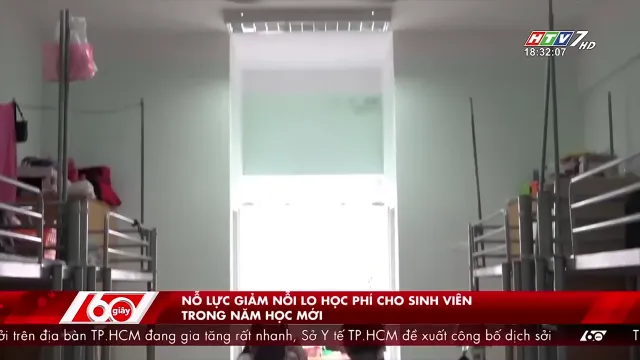 HTV7 HD
18:32:07
60 giây
NỖ LỰC GIẢM NỖI LO HỌC PHÍ CHO SINH VIÊN
TRONG NĂM HỌC MỚI
ởi trên địa bàn TP.HCM đang gia tăng rất nhanh, Sở Y tế TP.HCM đề xuất công bố dịch sởi
60s
T